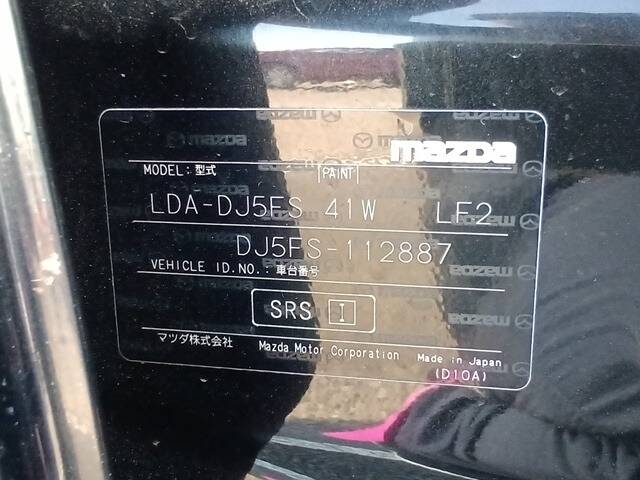 mazda
MODEL:型式 PAINT
LDA-DJ5FS 41W LF2
DJ5FS-112887
VEHICLE ID.NO.:車台番号
SRS I
マツダ株式会社 Mazda Motor Corporation Made in Japan
(D10A)